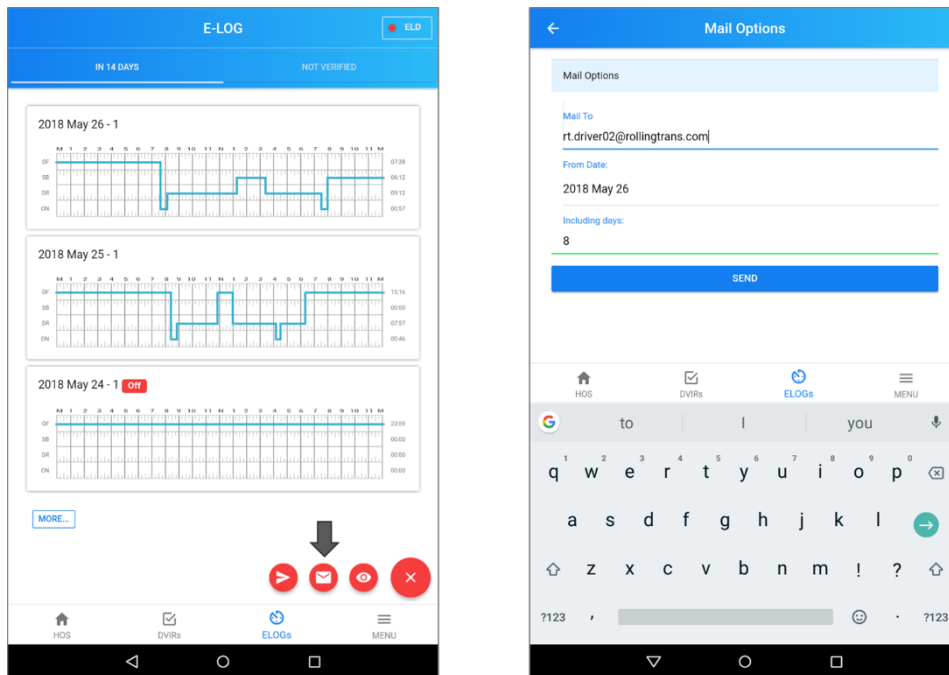 E-LOG
ELD
IN 14 DAYS
NOT VERIFIED
2018 May 26 - 1
M 1 2 3 4 5 6 7 8 9 10 11 N 1 2 3 4 5 6 7 8 9 10 11 M
OF 07:38
SB 06:12
DR 09:12
ON 00:57
2018 May 25 - 1
M 1 2 3 4 5 6 7 8 9 10 11 N 1 2 3 4 5 6 7 8 9 10 11 M
OF 15:16
SB 00:00
DR 07:57
ON 00:46
2018 May 24 - 1 Off
M 1 2 3 4 5 6 7 8 9 10 11 N 1 2 3 4 5 6 7 8 9 10 11 M
OF 23:59
SB 00:00
DR 00:00
ON 00:00
MORE...
HOS DVIRs ELOGs MENU
Mail Options
Mail Options
Mail To
rt.driver02@rollingtrans.com
From Date:
2018 May 26
Including days:
8
SEND
HOS DVIRs ELOGs MENU
G to I you
1 2 3 4 5 6 7 8 9 0
q w e r t y u i o p
a s d f g h j k l
z x c v b n m ! ?
?123 , . ?123